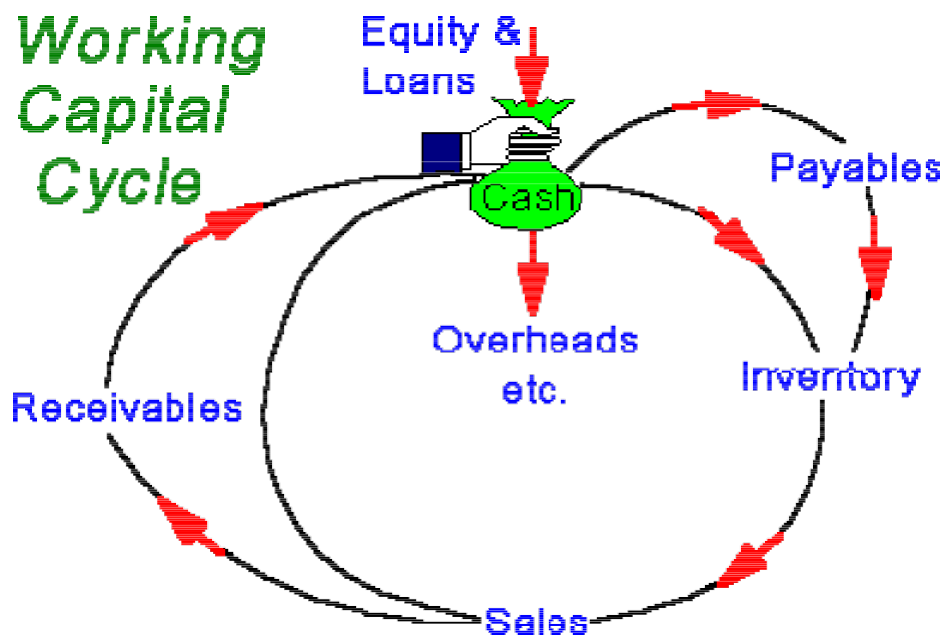 Working
Capital
Cycle
Equity &
Loans
Cash
Payables
Overheads
etc.
Inventory
Receivables
Sales